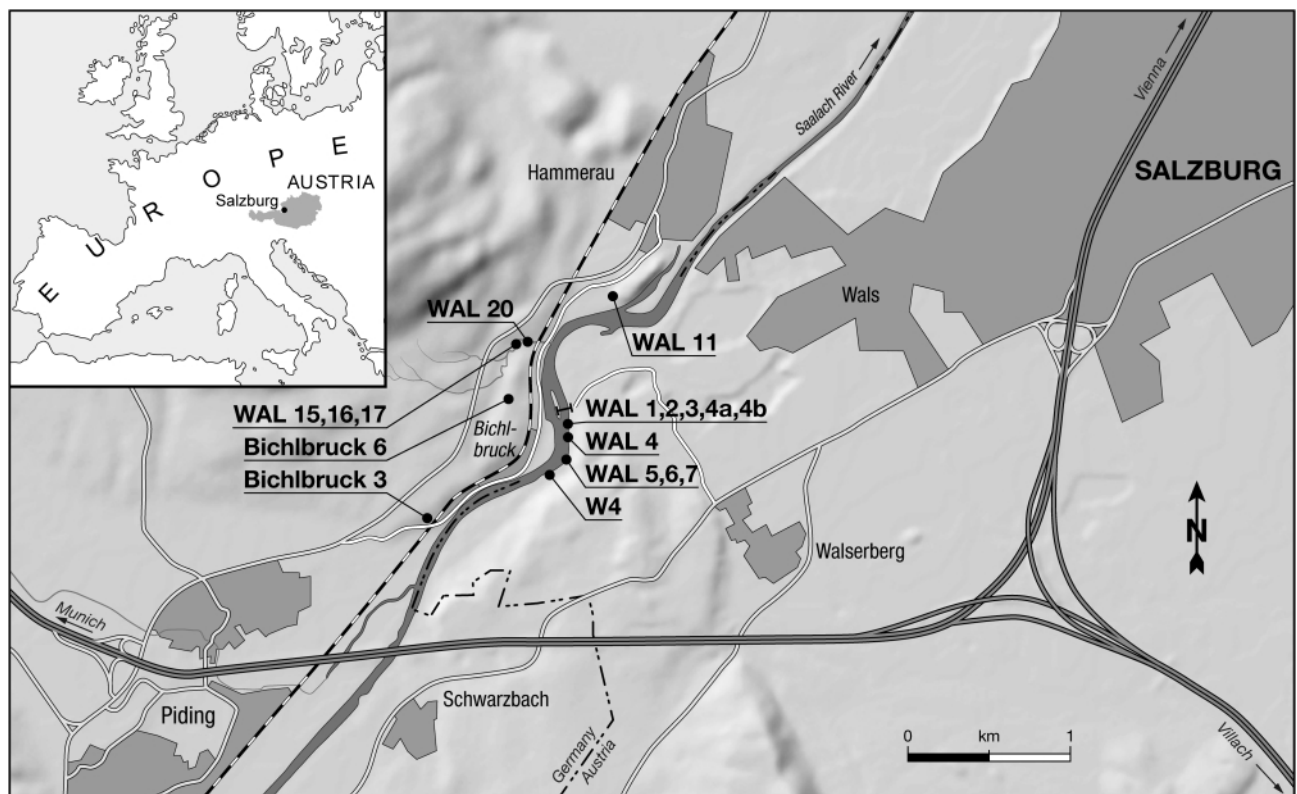 EUROPE
AUSTRIA
Salzburg
Vienna
Saalach River
SALZBURG
Hammerau
Wals
WAL 20
WAL 11
WAL 15,16,17
WAL 1,2,3,4a,4b
Bichl-
bruck
Bichlbruck 6
WAL 4
Bichlbruck 3
WAL 5,6,7
W4
N
Walserberg
Munich
Schwarzbach
Piding
Germany
Austria
0 km 1
Villach